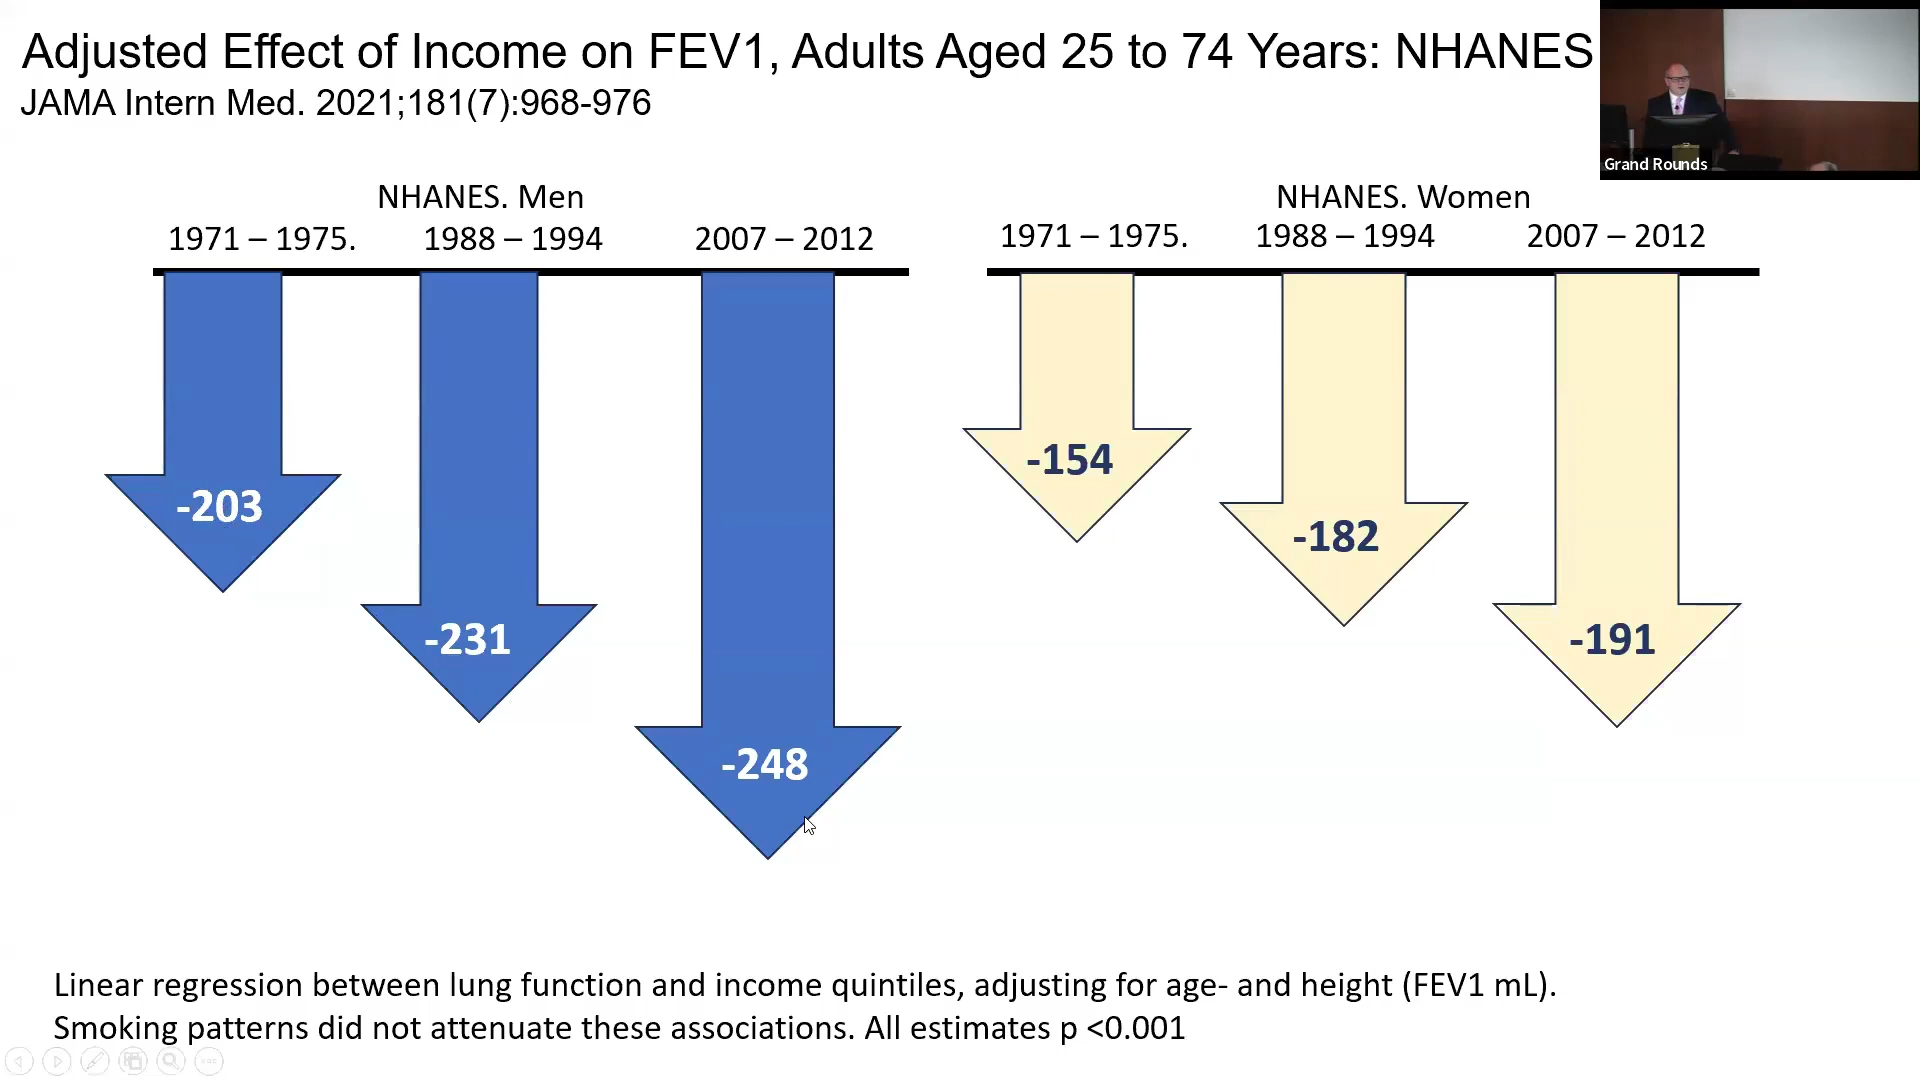 Adjusted Effect of Income on FEV1, Adults Aged 25 to 74 Years: NHANES
JAMA Intern Med. 2021;181(7):968-976
Grand Rounds
NHANES. Men
1971 – 1975. 1988 – 1994 2007 – 2012
-203
-231
-248
NHANES. Women
1971 – 1975. 1988 – 1994 2007 – 2012
-154
-182
-191
Linear regression between lung function and income quintiles, adjusting for age- and height (FEV1 mL).
Smoking patterns did not attenuate these associations. All estimates p <0.001